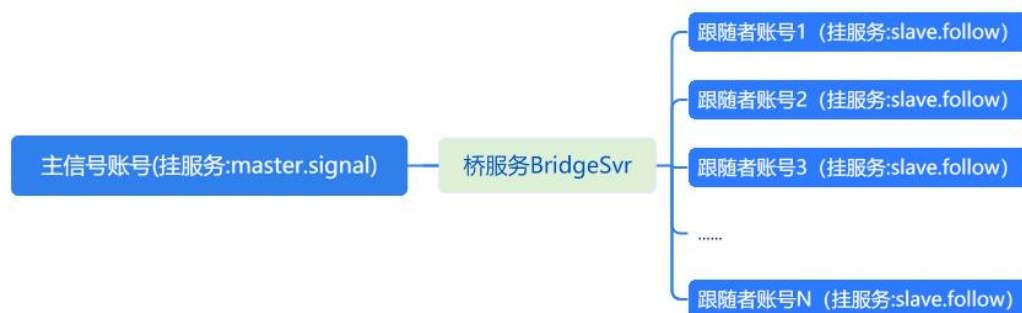 主信号账号(挂服务:master.signal)
桥服务BridgeSvr
跟随者账号1（挂服务:slave.follow）
跟随者账号2（挂服务:slave.follow）
跟随者账号3（挂服务:slave.follow）
......
跟随者账号N（挂服务:slave.follow）